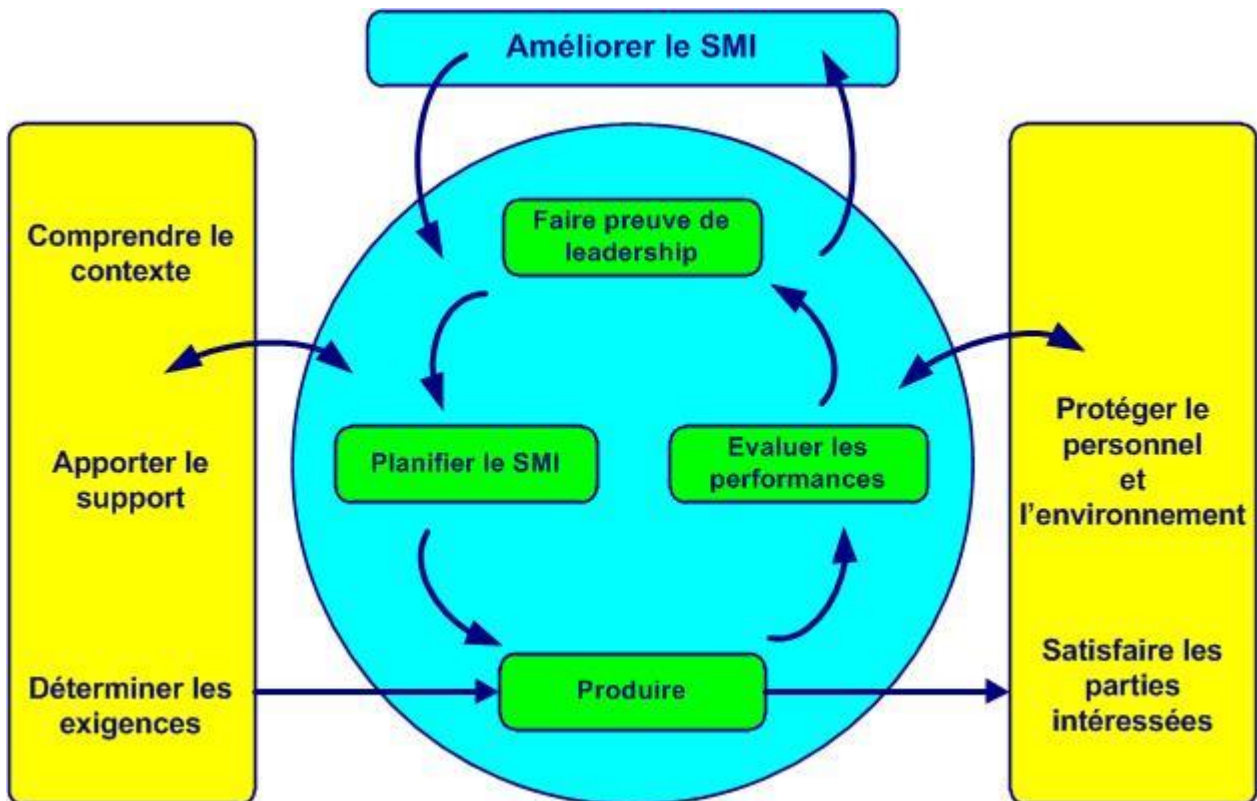 Améliorer le SMI
Comprendre le
contexte
Apporter le
support
Déterminer les
exigences
Faire preuve de
leadership
Planifier le SMI
Evaluer les
performances
Produire
Protéger le
personnel
et
l'environnement
Satisfaire les
parties
intéressées